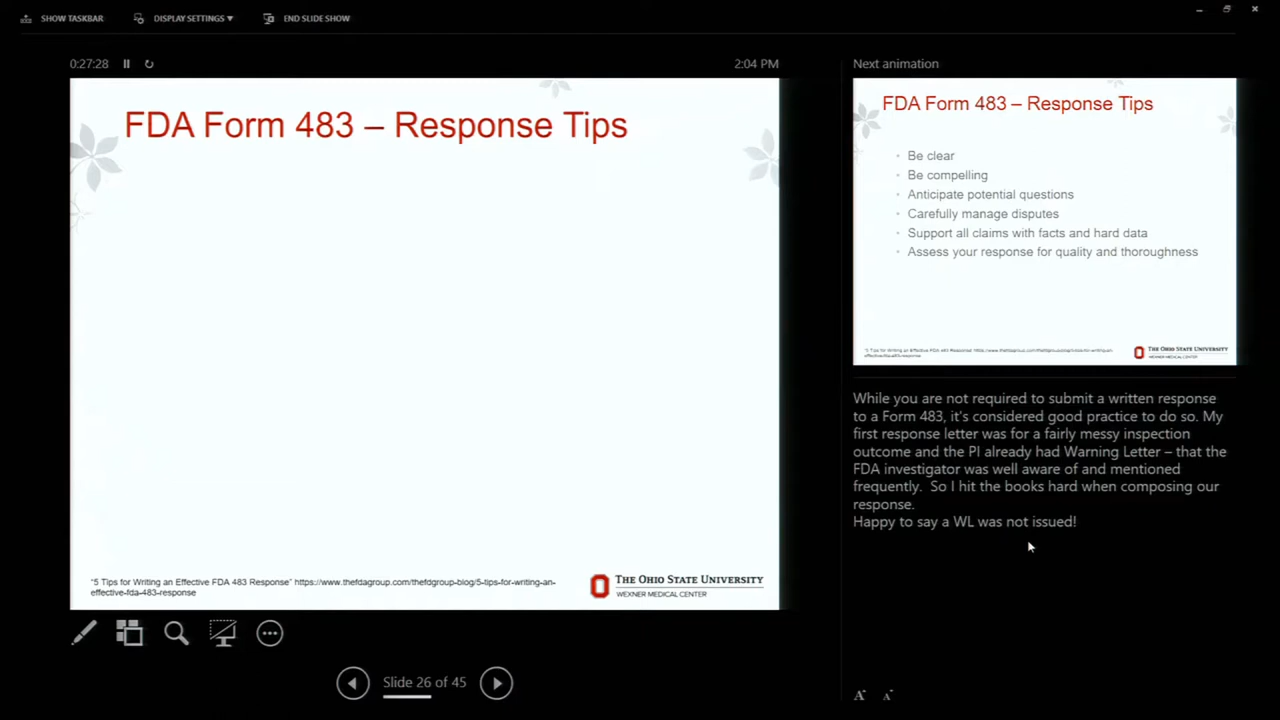 SHOW TASKBAR
DISPLAY SETTINGS ▼
END SLIDE SHOW
0:27:28
2:04 PM
FDA Form 483 – Response Tips
"5 Tips for Writing an Effective FDA 483 Response" https://www.thefdagroup.com/thefdgroup-blog/5-tips-for-writing-an-
effective-fda-483-response
THE OHIO STATE UNIVERSITY
WEXNER MEDICAL CENTER
Slide 26 of 45
Next animation
FDA Form 483 – Response Tips
• Be clear
• Be compelling
• Anticipate potential questions
• Carefully manage disputes
• Support all claims with facts and hard data
• Assess your response for quality and thoroughness
THE OHIO STATE UNIVERSITY
WEXNER MEDICAL CENTER
While you are not required to submit a written response
to a Form 483, it's considered good practice to do so. My
first response letter was for a fairly messy inspection
outcome and the PI already had Warning Letter – that the
FDA investigator was well aware of and mentioned
frequently.  So I hit the books hard when composing our
response.
Happy to say a WL was not issued!
A
A